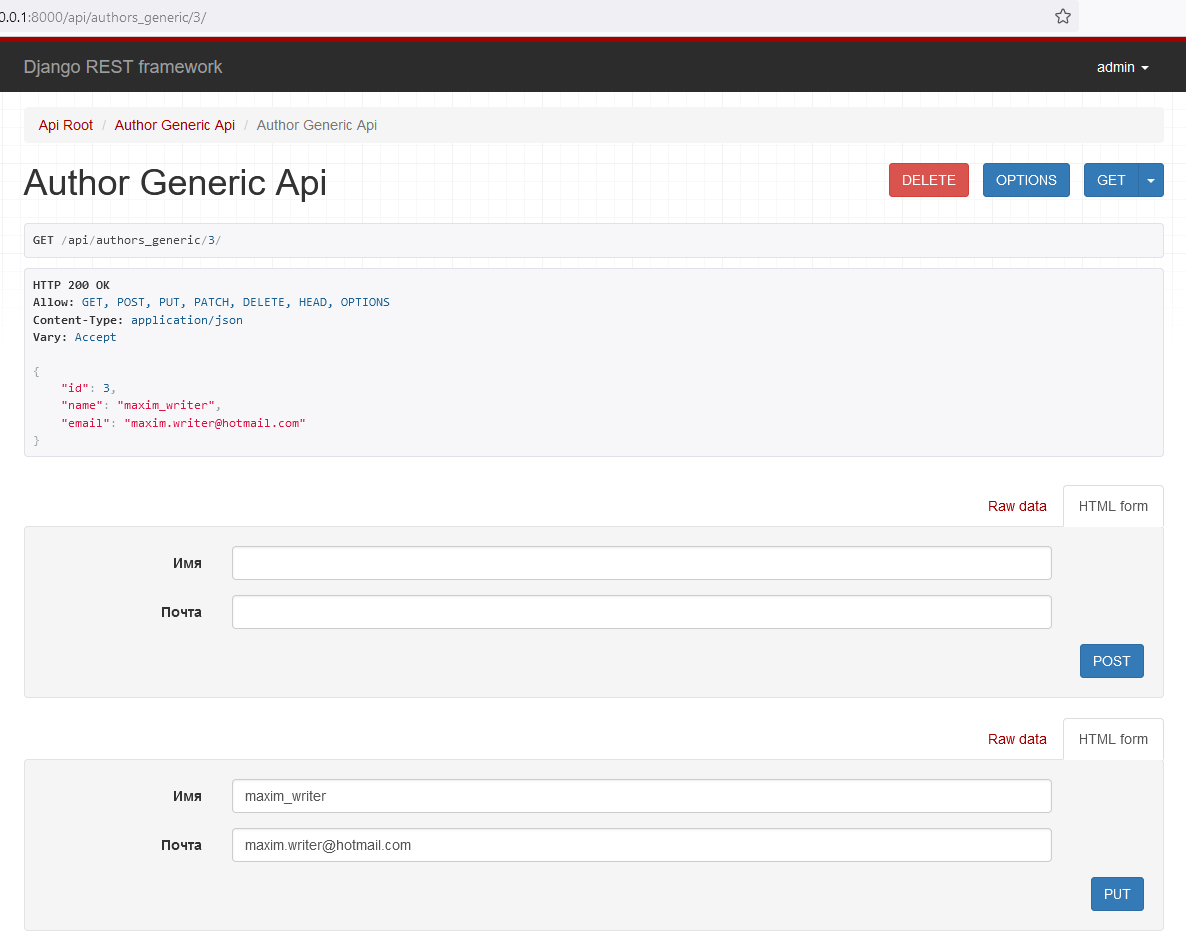 0.0.1:8000/api/authors_generic/3/
Django REST framework
admin
Api Root / Author Generic Api / Author Generic Api
Author Generic Api
DELETE
OPTIONS
GET
GET /api/authors_generic/3/
HTTP 200 OK
Allow: GET, POST, PUT, PATCH, DELETE, HEAD, OPTIONS
Content-Type: application/json
Vary: Accept
{
    "id": 3,
    "name": "maxim_writer",
    "email": "maxim.writer@hotmail.com"
}
Raw data
HTML form
Имя
Почта
POST
Raw data
HTML form
Имя maxim_writer
Почта maxim.writer@hotmail.com
PUT